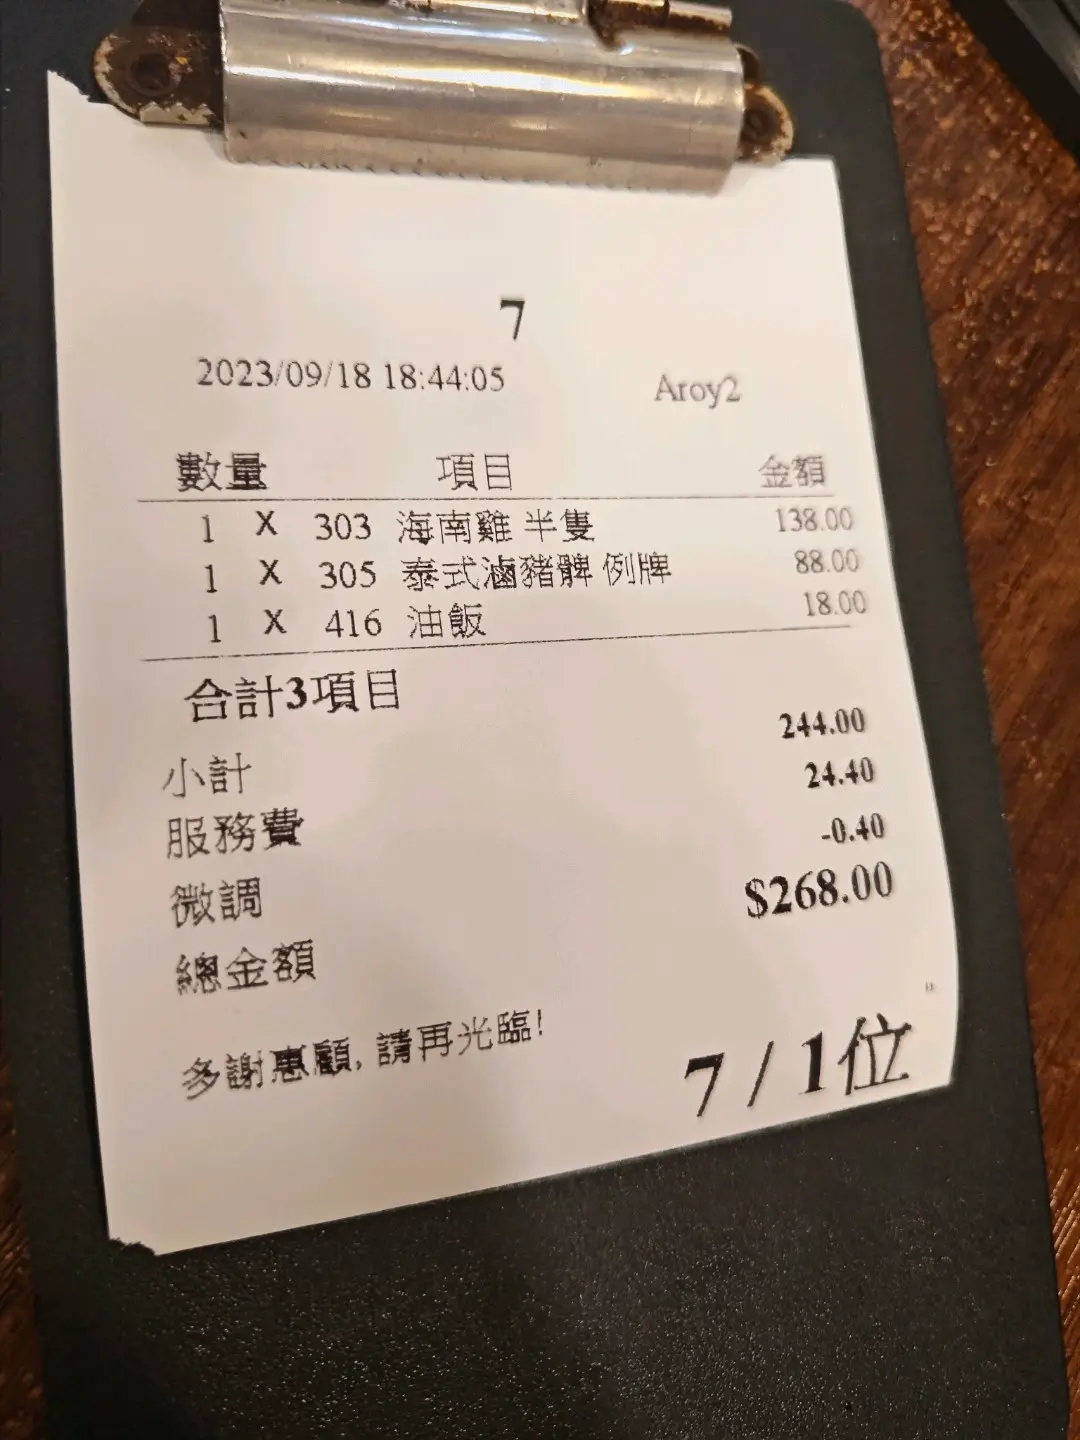 7
2023/09/18 18:44:05 Aroy2
數量 項目 金額
1 X 303 海南雞 半隻 138.00
1 X 305 泰式滷豬髀 例牌 88.00
1 X 416 油飯 18.00
合計3項目
小計 244.00
服務費 24.40
微調 -0.40
總金額 $268.00
多謝惠顧, 請再光臨!
7 / 1位